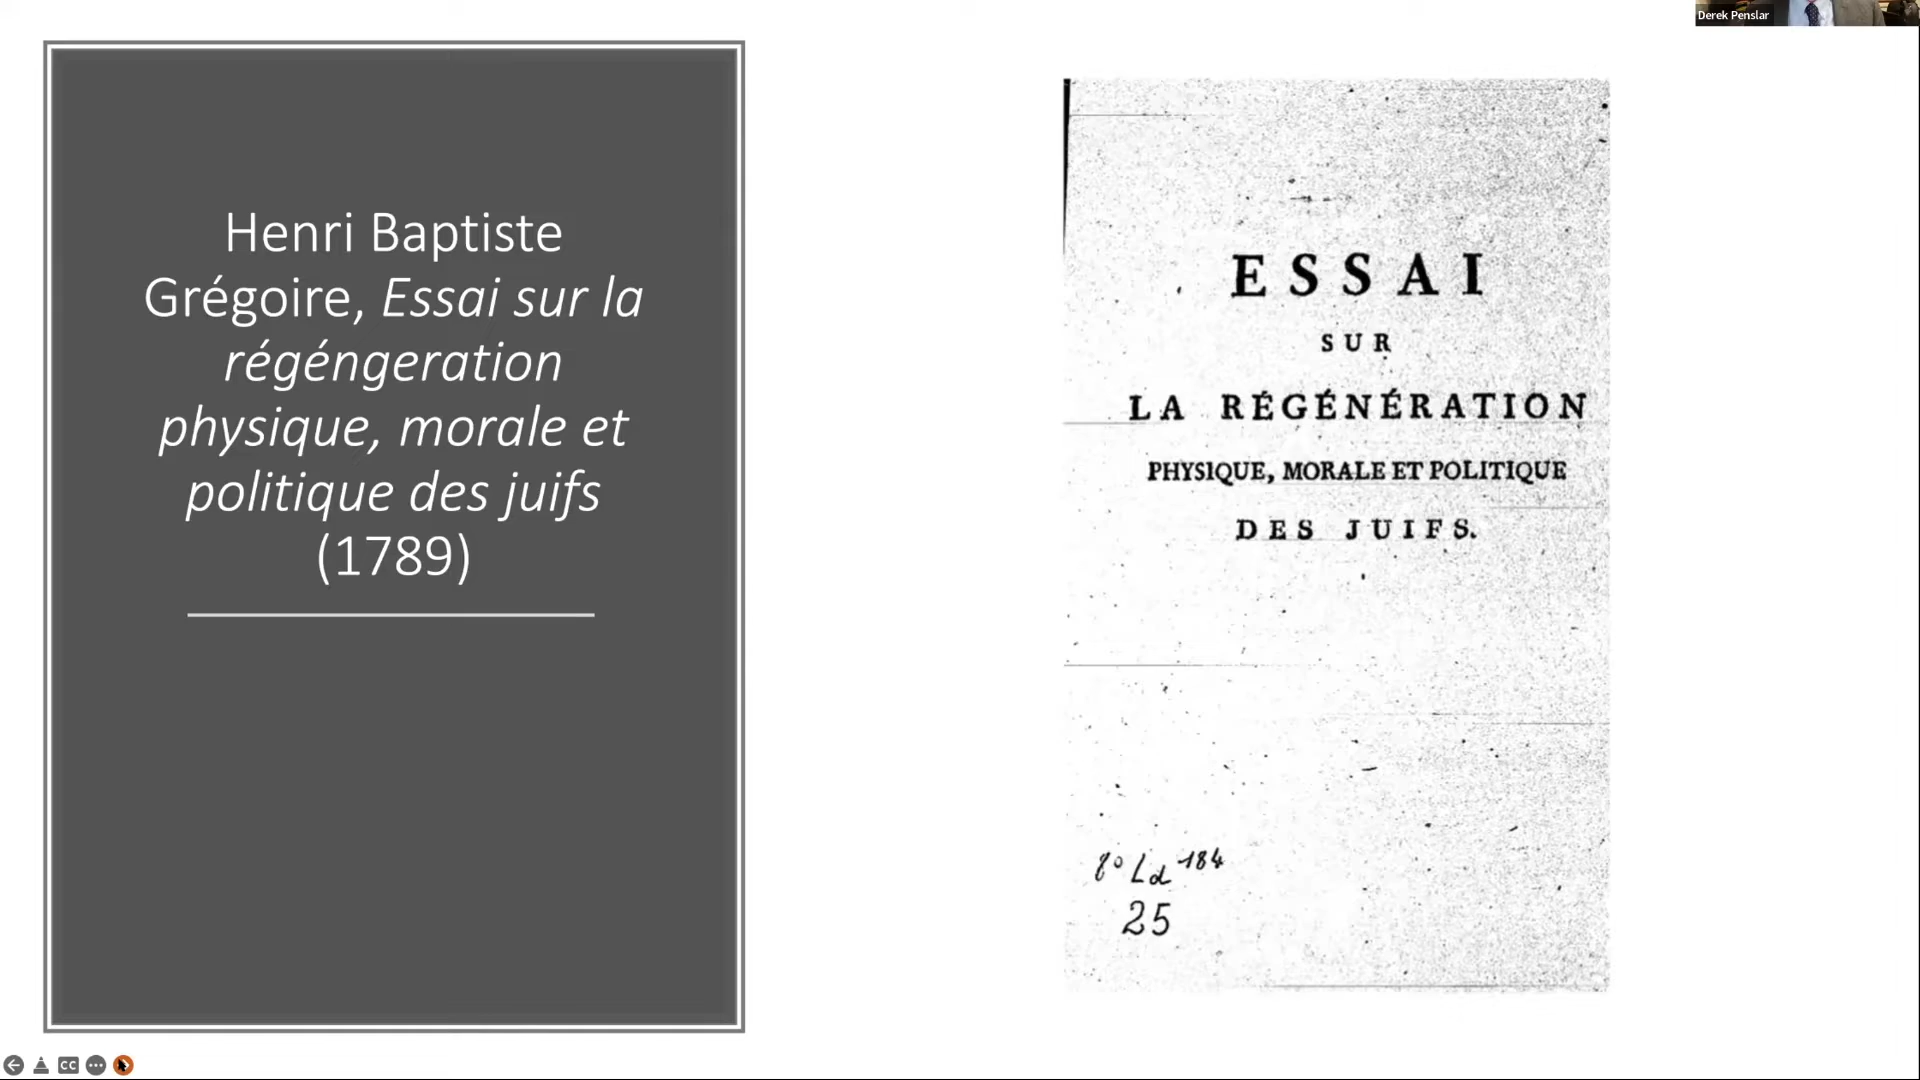 Derek Penslar
Henri Baptiste
Grégoire, Essai sur la
régéngeration
physique, morale et
politique des juifs
(1789)
ESSAI
SUR
LA RÉGÉNÉRATION
PHYSIQUE, MORALE ET POLITIQUE
DES JUIFS.
8° Ld 184
25
CC